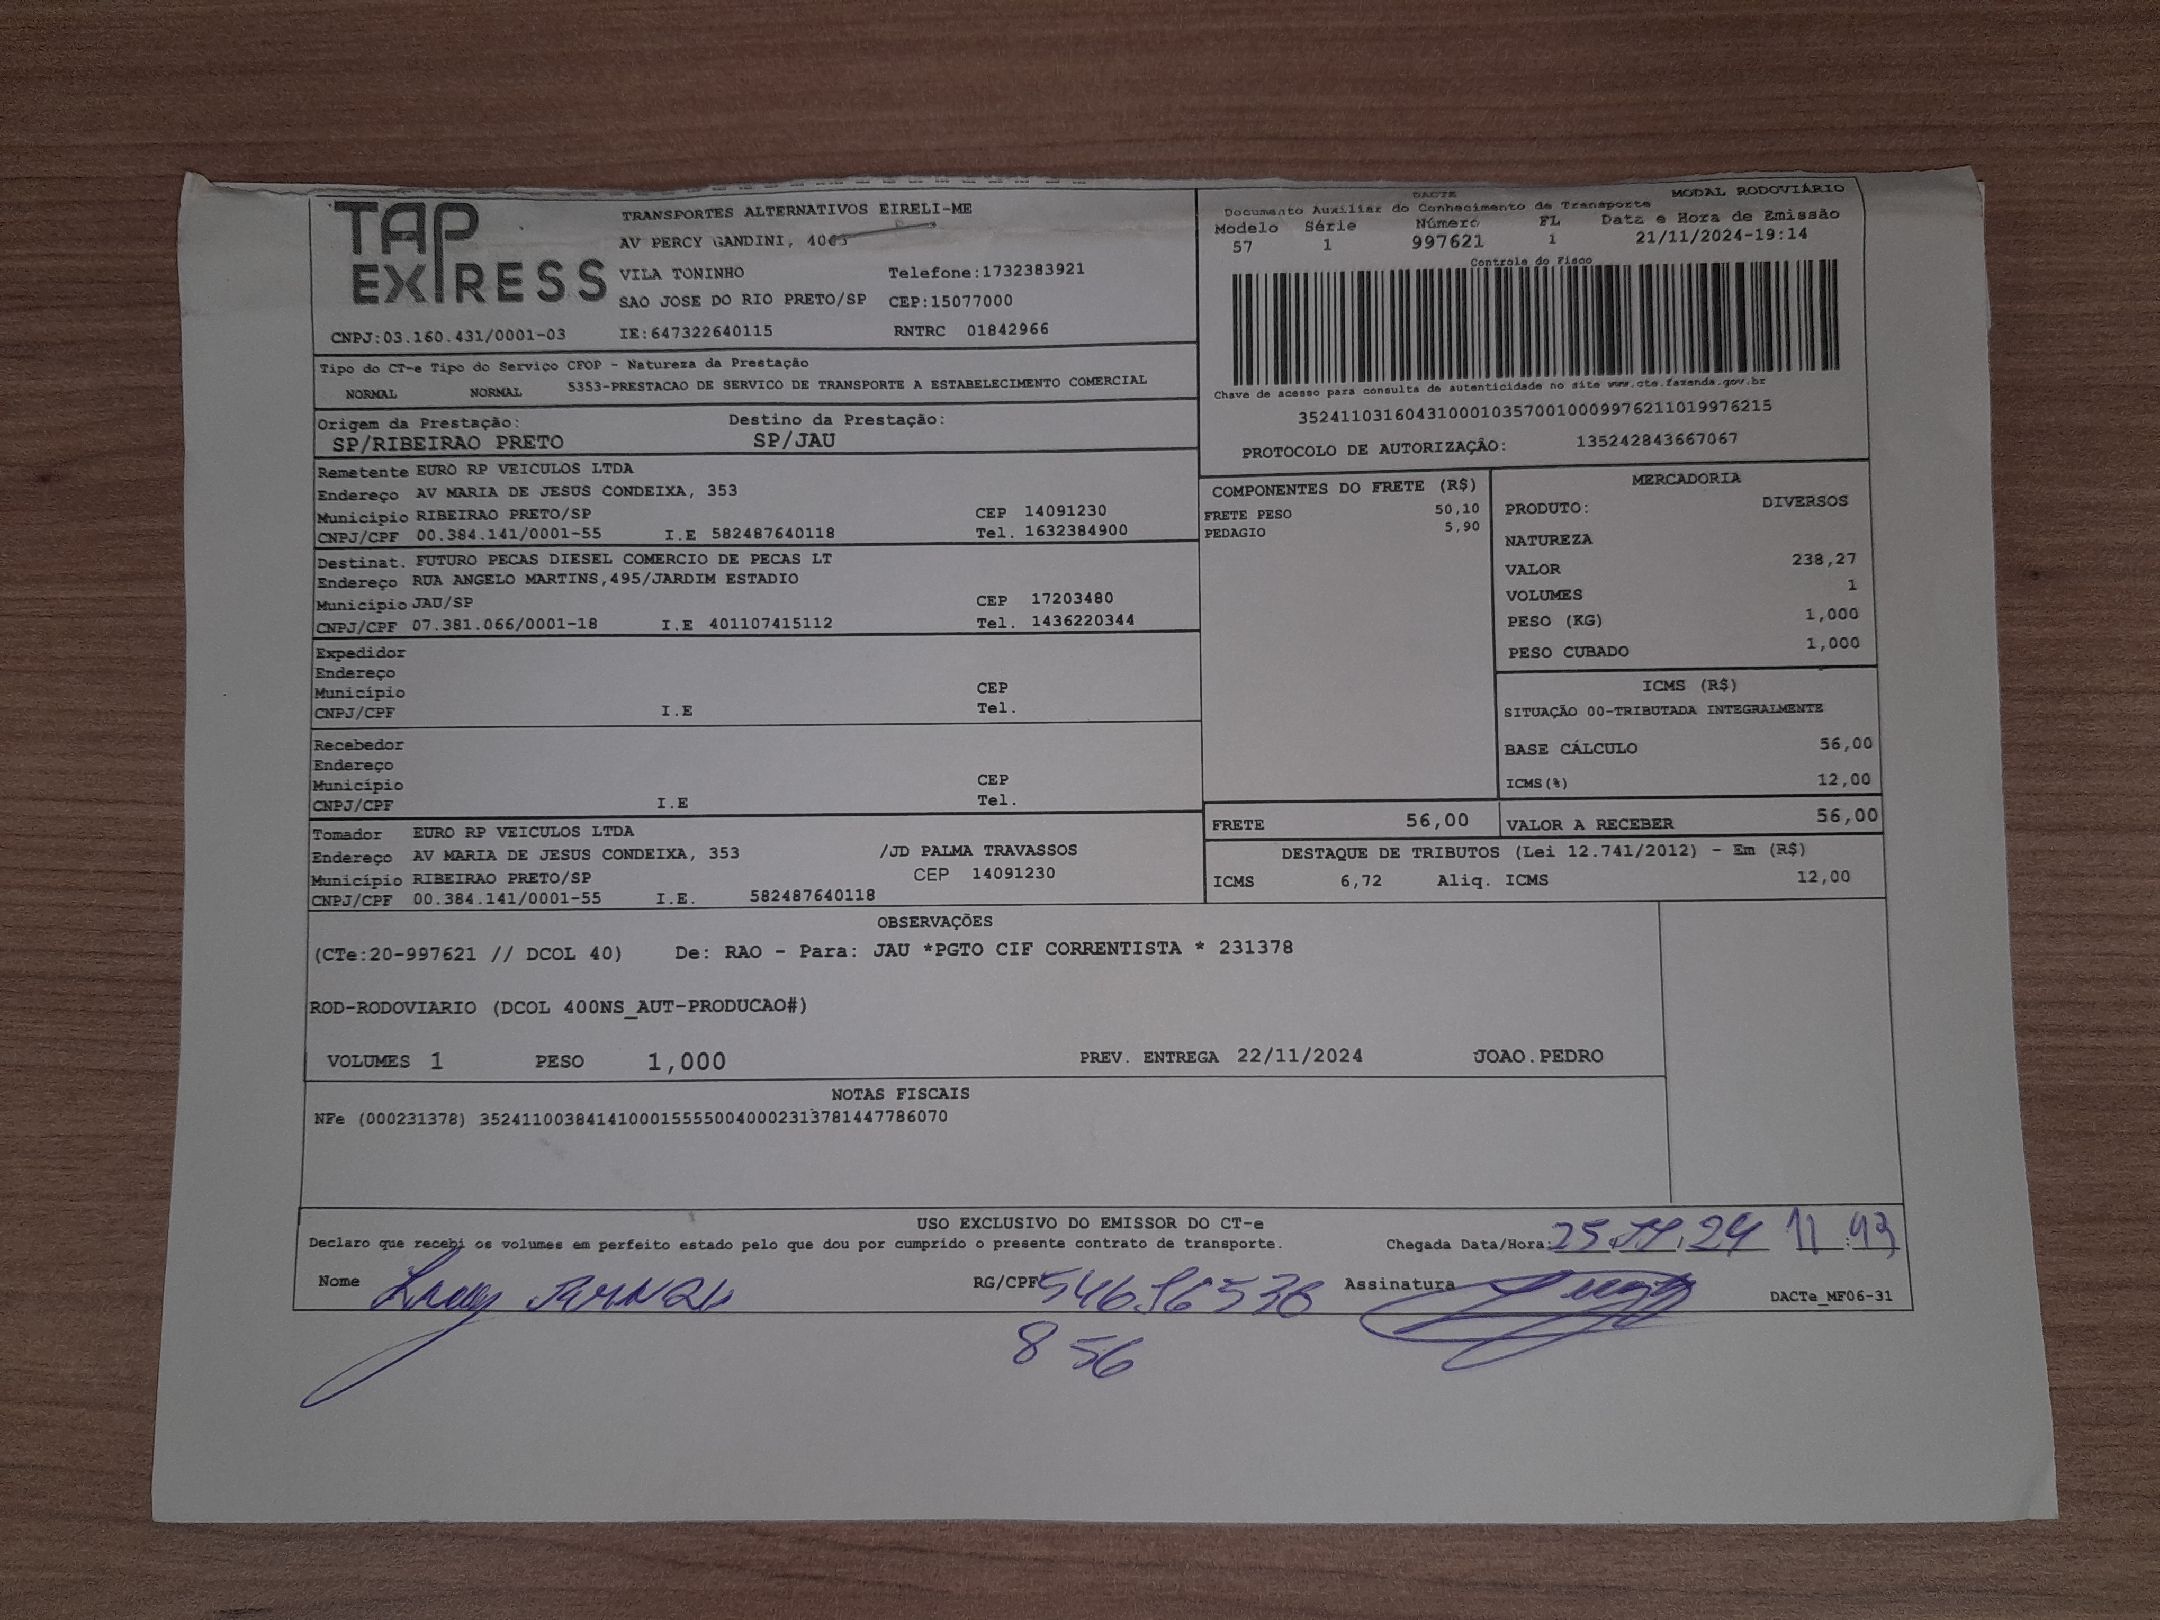 TAP EXPRESS
TRANSPORTES ALTERNATIVOS EIRELI-ME
AV PERCY GANDINI, 4065
VILA TONINHO Telefone:1732383921
SAO JOSE DO RIO PRETO/SP CEP:15077000
CNPJ:03.160.431/0001-03 IE:647322640115 RNTRC 01842966
DACTE MODAL RODOVIÁRIO
Documento Auxiliar do Conhecimento de Transporte
Modelo Série Número FL Data e Hora de Emissão
57 1 997621 1 21/11/2024-19:14
Controle do Fisco
Chave de acesso para consulta de autenticidade no site www.cte.fazenda.gov.br
35241103160431000103570010009976211019976215
PROTOCOLO DE AUTORIZAÇÃO: 135242843667067
Tipo do CT-e Tipo do Serviço CFOP - Natureza da Prestação
NORMAL NORMAL 5353-PRESTACAO DE SERVICO DE TRANSPORTE A ESTABELECIMENTO COMERCIAL
Origem da Prestação: Destino da Prestação:
SP/RIBEIRAO PRETO SP/JAU
Remetente EURO RP VEICULOS LTDA
Endereço AV MARIA DE JESUS CONDEIXA, 353
Município RIBEIRAO PRETO/SP CEP 14091230
CNPJ/CPF 00.384.141/0001-55 I.E 582487640118 Tel. 1632384900
Destinat. FUTURO PECAS DIESEL COMERCIO DE PECAS LT
Endereço RUA ANGELO MARTINS,495/JARDIM ESTADIO
Município JAU/SP CEP 17203480
CNPJ/CPF 07.381.066/0001-18 I.E 401107415112 Tel. 1436220344
Expedidor
Endereço
Município CEP
CNPJ/CPF I.E Tel.
Recebedor
Endereço
Município CEP
CNPJ/CPF I.E Tel.
Tomador EURO RP VEICULOS LTDA
Endereço AV MARIA DE JESUS CONDEIXA, 353 /JD PALMA TRAVASSOS
Município RIBEIRAO PRETO/SP CEP 14091230
CNPJ/CPF 00.384.141/0001-55 I.E. 582487640118
COMPONENTES DO FRETE (R$)
FRETE PESO 50,10
PEDAGIO 5,90
MERCADORIA
PRODUTO: DIVERSOS
NATUREZA
VALOR 238,27
VOLUMES 1
PESO (KG) 1,000
PESO CUBADO 1,000
ICMS (R$)
SITUAÇÃO 00-TRIBUTADA INTEGRALMENTE
BASE CÁLCULO 56,00
ICMS(%) 12,00
FRETE 56,00 VALOR A RECEBER 56,00
DESTAQUE DE TRIBUTOS (Lei 12.741/2012) - Em (R$)
ICMS 6,72 Aliq. ICMS 12,00
OBSERVAÇÕES
(CTe:20-997621 // DCOL 40) De: RAO - Para: JAU *PGTO CIF CORRENTISTA * 231378
ROD-RODOVIARIO (DCOL 400NS_AUT-PRODUCAO#)
VOLUMES 1 PESO 1,000 PREV. ENTREGA 22/11/2024 JOAO.PEDRO
NOTAS FISCAIS
NFe (000231378) 35241100384141000155550040002313781447786070
USO EXCLUSIVO DO EMISSOR DO CT-e
Declaro que recebi os volumes em perfeito estado pelo que dou por cumprido o presente contrato de transporte. Chegada Data/Hora: 25.11.24 11:43
Nome RG/CPF Assinatura
DACTe_MF06-31
856